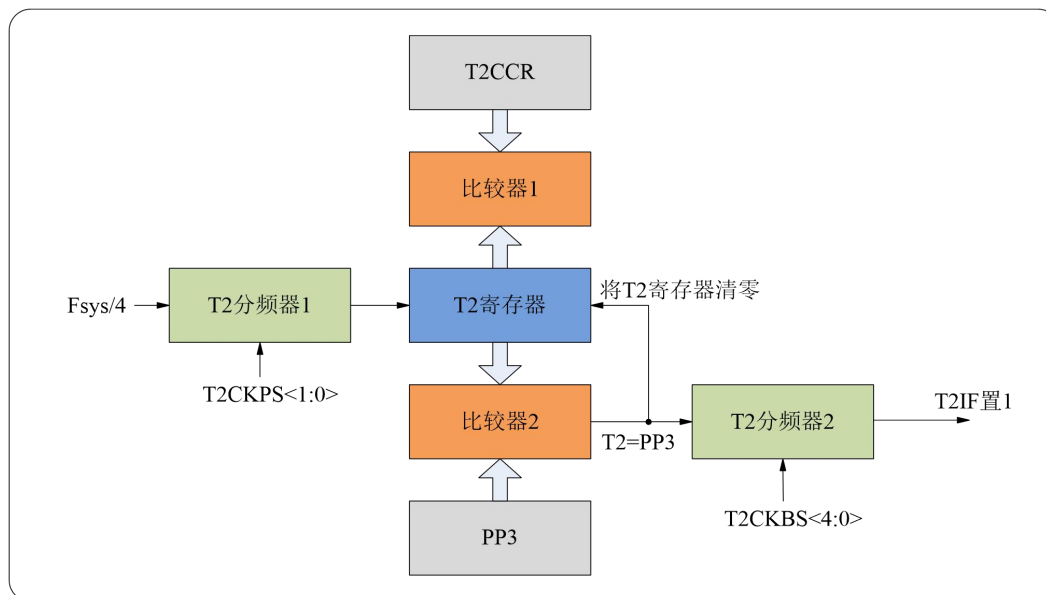 T2CCR
比较器1
Fsys/4
T2分频器1
T2寄存器
将T2寄存器清零
T2CKPS<1:0>
比较器2
T2=PP3
T2分频器2
T2IF置1
PP3
T2CKBS<4:0>